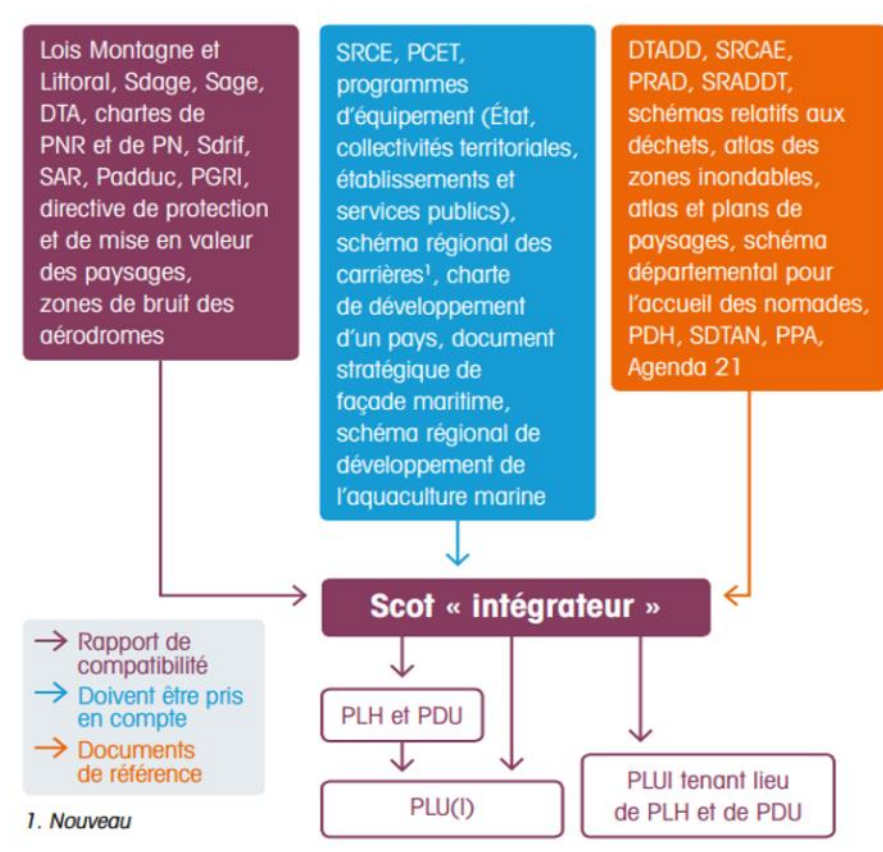 Lois Montagne et
Littoral, Sdage, Sage,
DTA, chartes de
PNR et de PN, Sdrif,
SAR, Padduc, PGRI,
directive de protection
et de mise en valeur
des paysages,
zones de bruit des
aérodromes
SRCE, PCET,
programmes
d'équipement (État,
collectivités territoriales,
établissements et
services publics),
schéma régional des
carrières¹, charte
de développement
d'un pays, document
stratégique de
façade maritime,
schéma régional de
développement de
l'aquaculture marine
DTADD, SRCAE,
PRAD, SRADDT,
schémas relatifs aux
déchets, atlas des
zones inondables,
atlas et plans de
paysages, schéma
départemental pour
l'accueil des nomades,
PDH, SDTAN, PPA,
Agenda 21
Scot « intégrateur »
Rapport de
compatibilité
Doivent être pris
en compte
Documents
de référence
1. Nouveau
PLH et PDU
PLU(I)
PLUI tenant lieu
de PLH et de PDU